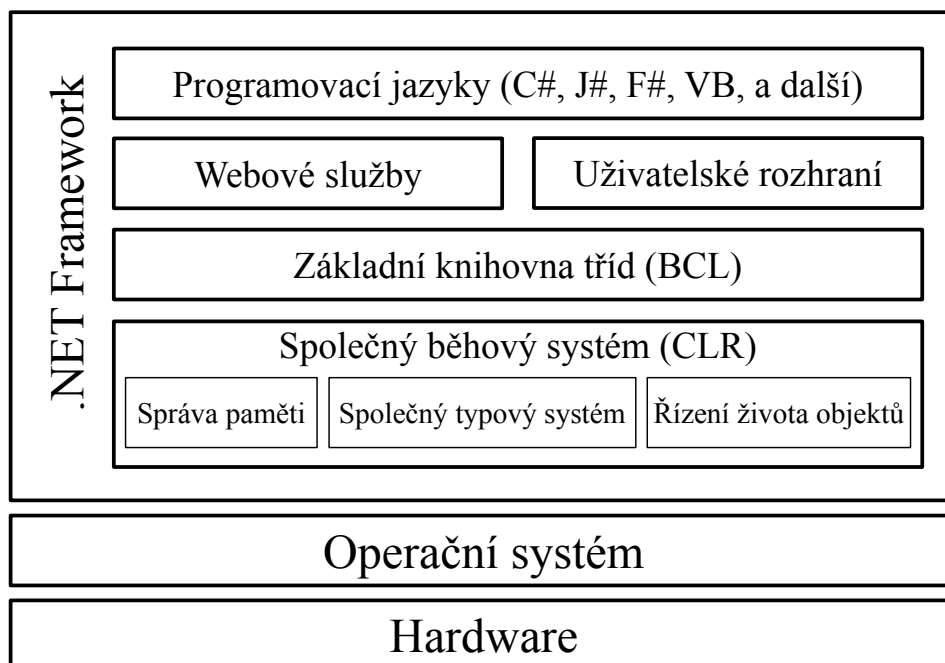 .NET Framework
Programovací jazyky (C#, J#, F#, VB, a další)
Webové služby
Uživatelské rozhraní
Základní knihovna tříd (BCL)
Společný běhový systém (CLR)
Správa paměti
Společný typový systém
Řízení života objektů
Operační systém
Hardware